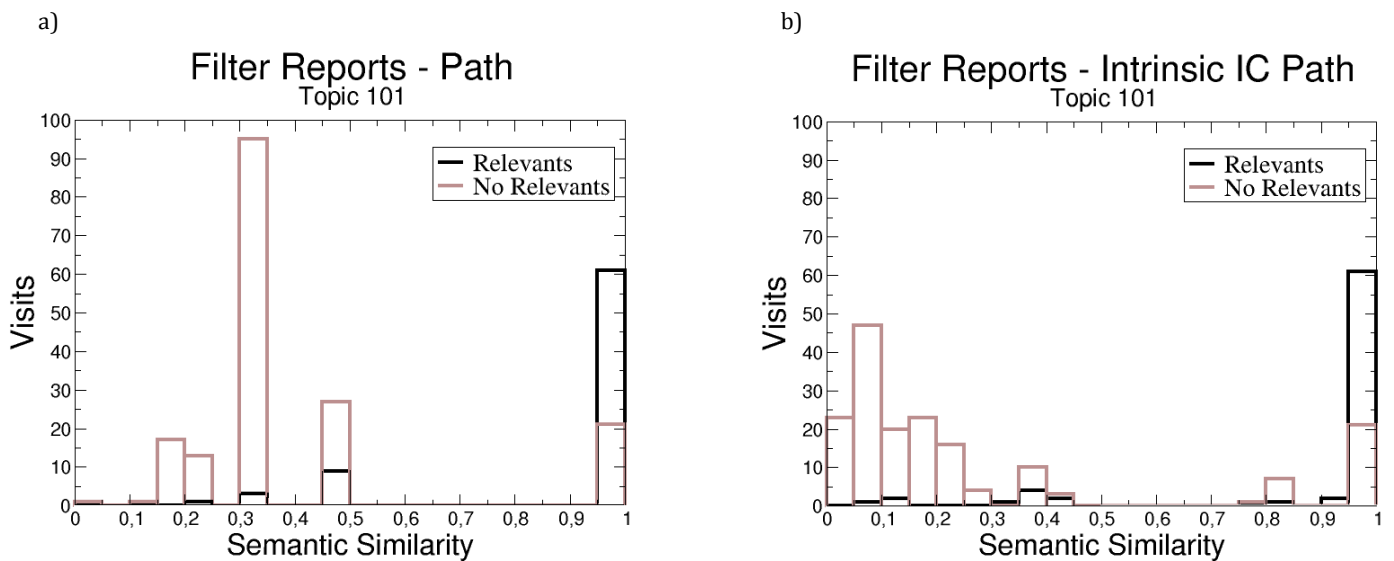 a)
Filter Reports - Path
Topic 101
100
90
80
70
60
50
40
30
20
10
0
Visits
Relevants
No Relevants
0 0,1 0,2 0,3 0,4 0,5 0,6 0,7 0,8 0,9 1
Semantic Similarity
b)
Filter Reports - Intrinsic IC Path
Topic 101
100
90
80
70
60
50
40
30
20
10
0
Visits
Relevants
No Relevants
0 0,1 0,2 0,3 0,4 0,5 0,6 0,7 0,8 0,9 1
Semantic Similarity